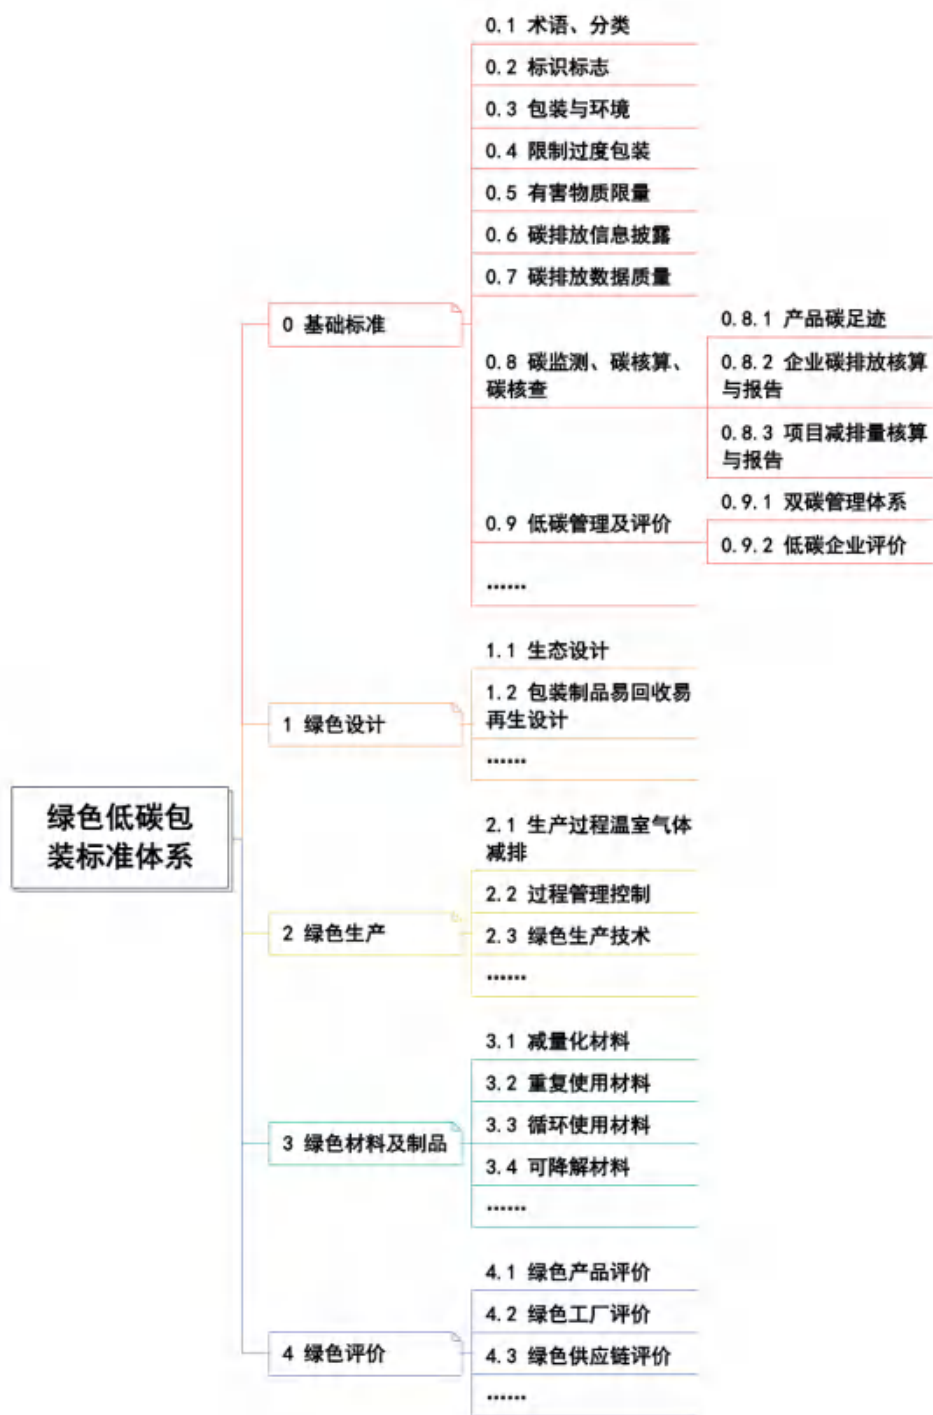 0.1 术语、分类
0.2 标识标志
0.3 包装与环境
0.4 限制过度包装
0.5 有害物质限量
0.6 碳排放信息披露
0.7 碳排放数据质量
0 基础标准
0.8 碳监测、碳核算、
碳核查
0.8.1 产品碳足迹
0.8.2 企业碳排放核算
与报告
0.8.3 项目减排量核算
与报告
0.9 低碳管理及评价
0.9.1 双碳管理体系
0.9.2 低碳企业评价
……
1 绿色设计
1.1 生态设计
1.2 包装制品易回收易
再生设计
……
绿色低碳包
装标准体系
2 绿色生产
2.1 生产过程温室气体
减排
2.2 过程管理控制
2.3 绿色生产技术
……
3 绿色材料及制品
3.1 减量化材料
3.2 重复使用材料
3.3 循环使用材料
3.4 可降解材料
……
4 绿色评价
4.1 绿色产品评价
4.2 绿色工厂评价
4.3 绿色供应链评价
……